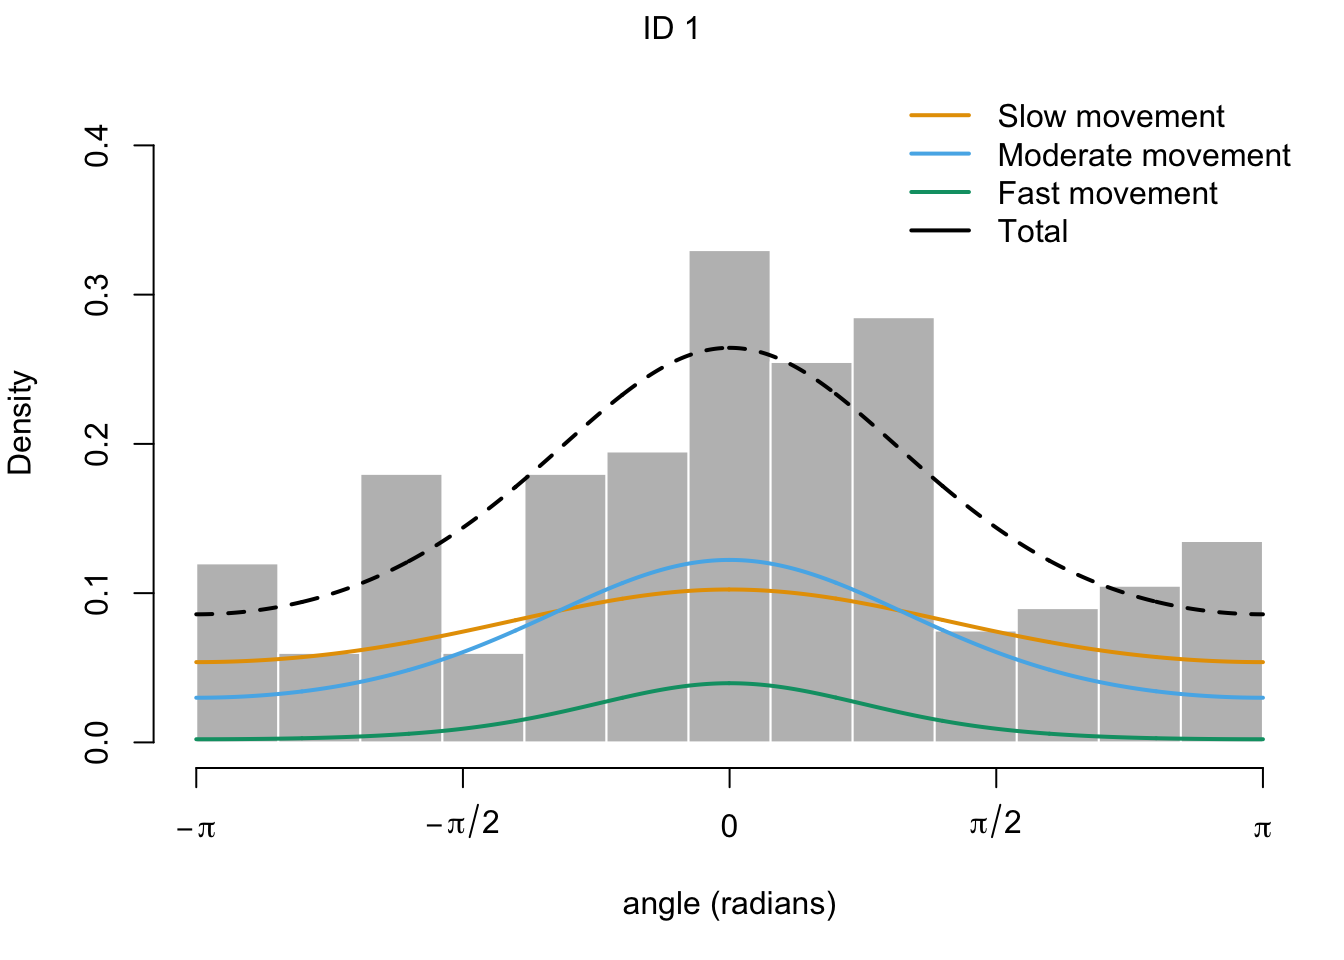 ID 1
Slow movement
Moderate movement
Fast movement
Total
Density
0.4
0.3
0.2
0.1
0.0
−π
−π/2
0
π/2
π
angle (radians)